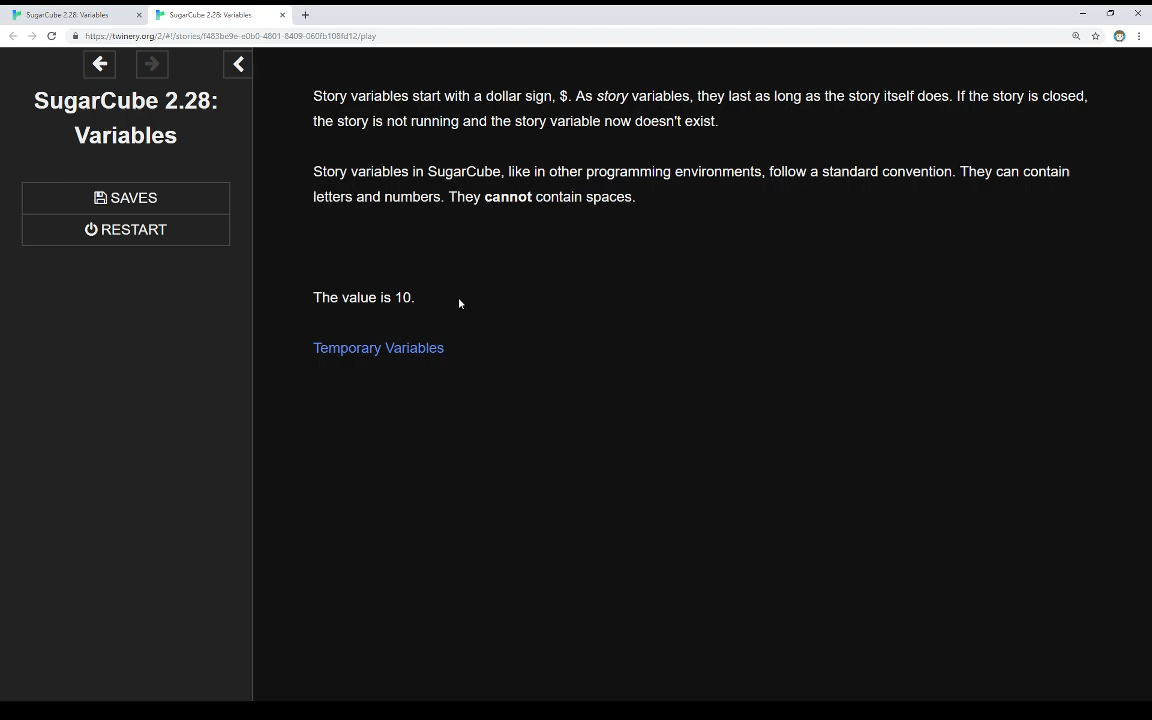 SugarCube 2.28: Variables
SugarCube 2.28: Variables
https://twinery.org/2/#!/stories/f483be9e-e0b0-4801-8409-060fb108fd12/play
SugarCube 2.28:
Variables
SAVES
RESTART
Story variables start with a dollar sign, $. As story variables, they last as long as the story itself does. If the story is closed,
the story is not running and the story variable now doesn't exist.
Story variables in SugarCube, like in other programming environments, follow a standard convention. They can contain
letters and numbers. They cannot contain spaces.
The value is 10.
Temporary Variables